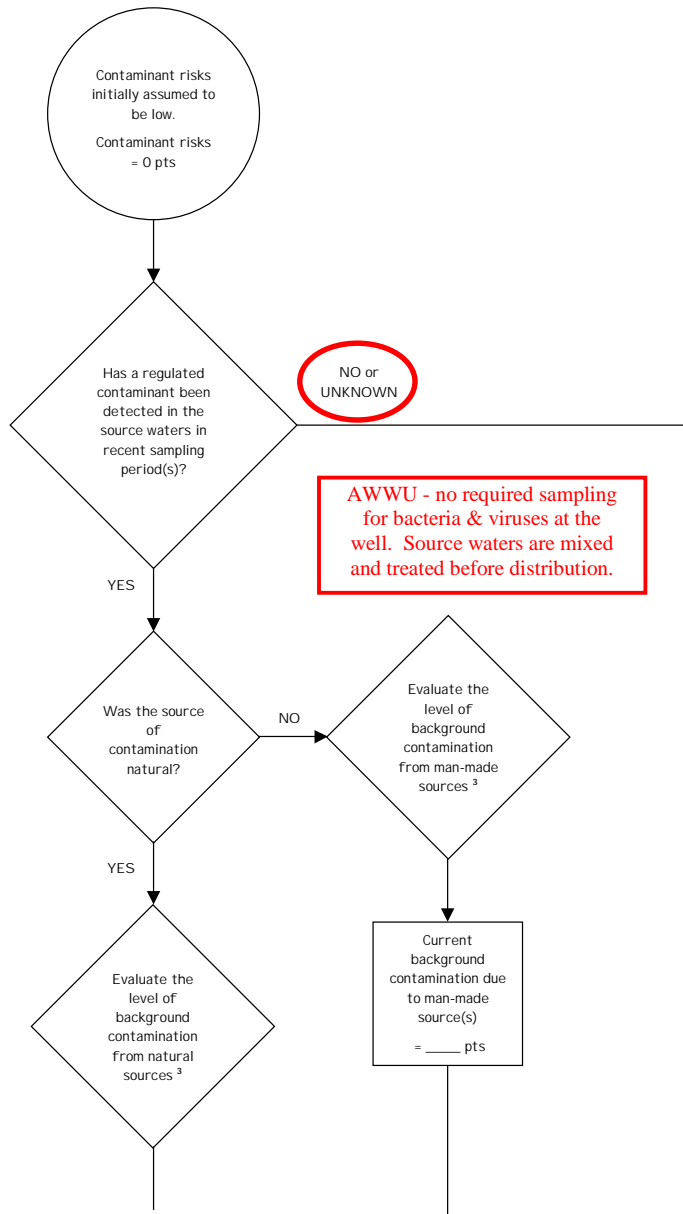 Contaminant risks
initially assumed to
be low.
Contaminant risks
= 0 pts
Has a regulated
contaminant been
detected in the
source waters in
recent sampling
period(s)?
NO or
UNKNOWN
AWWU - no required sampling
for bacteria & viruses at the
well. Source waters are mixed
and treated before distribution.
YES
Was the source
of
contamination
natural?
NO
Evaluate the
level of
background
contamination
from man-made
sources ³
YES
Evaluate the
level of
background
contamination
from natural
sources ³
Current
background
contamination due
to man-made
source(s)
= _____ pts